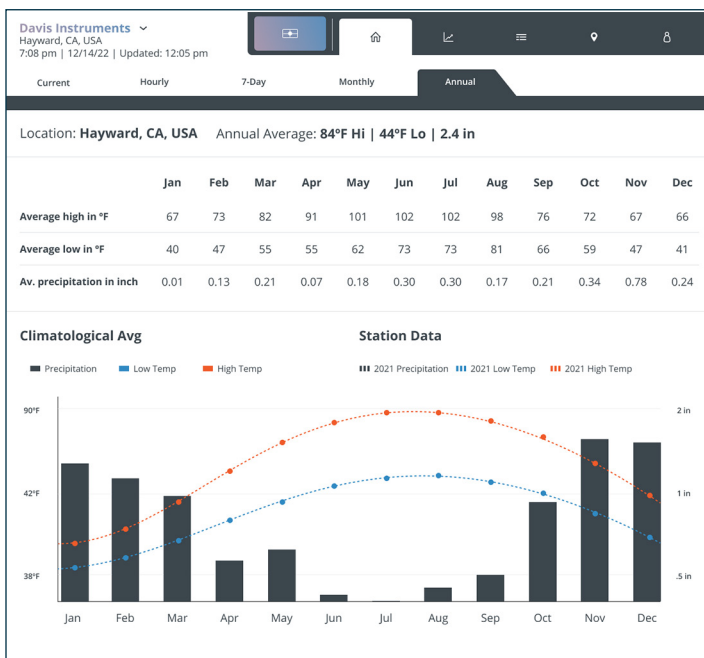 Davis Instruments
Hayward, CA, USA
7:08 pm | 12/14/22 | Updated: 12:05 pm
Current Hourly 7-Day Monthly Annual
Location: Hayward, CA, USA Annual Average: 84°F Hi | 44°F Lo | 2.4 in
Jan Feb Mar Apr May Jun Jul Aug Sep Oct Nov Dec
Average high in °F 67 73 82 91 101 102 102 98 76 72 67 66
Average low in °F 40 47 55 55 62 73 73 81 66 59 47 41
Av. precipitation in inch 0.01 0.13 0.21 0.07 0.18 0.30 0.30 0.17 0.21 0.34 0.78 0.24
Climatological Avg Station Data
Precipitation Low Temp High Temp 2021 Precipitation 2021 Low Temp 2021 High Temp
90°F 2 in
42°F 1 in
38°F .5 in
Jan Feb Mar Apr May Jun Jul Aug Sep Oct Nov Dec